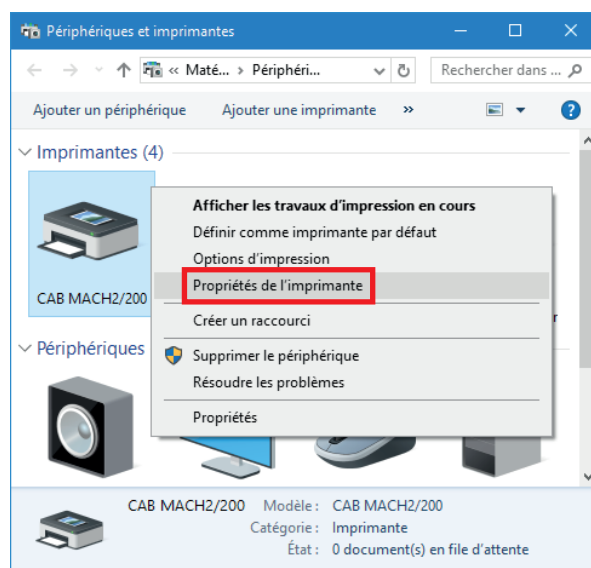 Périphériques et imprimantes
« Maté... › Périphéri...
Rechercher dans ...
Ajouter un périphérique Ajouter une imprimante »
Imprimantes (4)
CAB MACH2/200
Afficher les travaux d'impression en cours
Définir comme imprimante par défaut
Options d'impression
Propriétés de l'imprimante
Créer un raccourci
Supprimer le périphérique
Résoudre les problèmes
Propriétés
Périphériques
CAB MACH2/200 Modèle : CAB MACH2/200
Catégorie : Imprimante
État : 0 document(s) en file d'attente